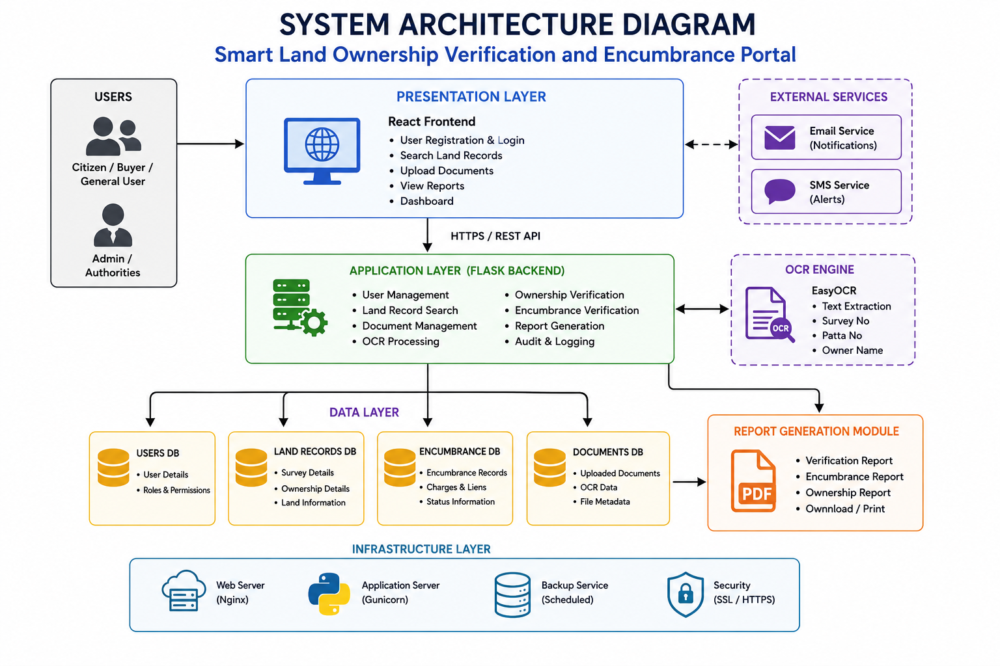 SYSTEM ARCHITECTURE DIAGRAM
Smart Land Ownership Verification and Encumbrance Portal
USERS
Citizen / Buyer /
General User
Admin /
Authorities
PRESENTATION LAYER
React Frontend
• User Registration & Login
• Search Land Records
• Upload Documents
• View Reports
• Dashboard
EXTERNAL SERVICES
Email Service
(Notifications)
SMS Service
(Alerts)
HTTPS / REST API
APPLICATION LAYER (FLASK BACKEND)
• User Management
• Land Record Search
• Document Management
• OCR Processing
• Ownership Verification
• Encumbrance Verification
• Report Generation
• Audit & Logging
OCR ENGINE
OCR
EasyOCR
• Text Extraction
• Survey No
• Patta No
• Owner Name
DATA LAYER
USERS DB
• User Details
• Roles & Permissions
LAND RECORDS DB
• Survey Details
• Ownership Details
• Land Information
ENCUMBRANCE DB
• Encumbrance Records
• Charges & Liens
• Status Information
DOCUMENTS DB
• Uploaded Documents
• OCR Data
• File Metadata
REPORT GENERATION MODULE
PDF
• Verification Report
• Encumbrance Report
• Ownership Report
• Ownnload / Print
INFRASTRUCTURE LAYER
Web Server
(Nginx)
Application Server
(Gunicorn)
Backup Service
(Scheduled)
Security
(SSL / HTTPS)